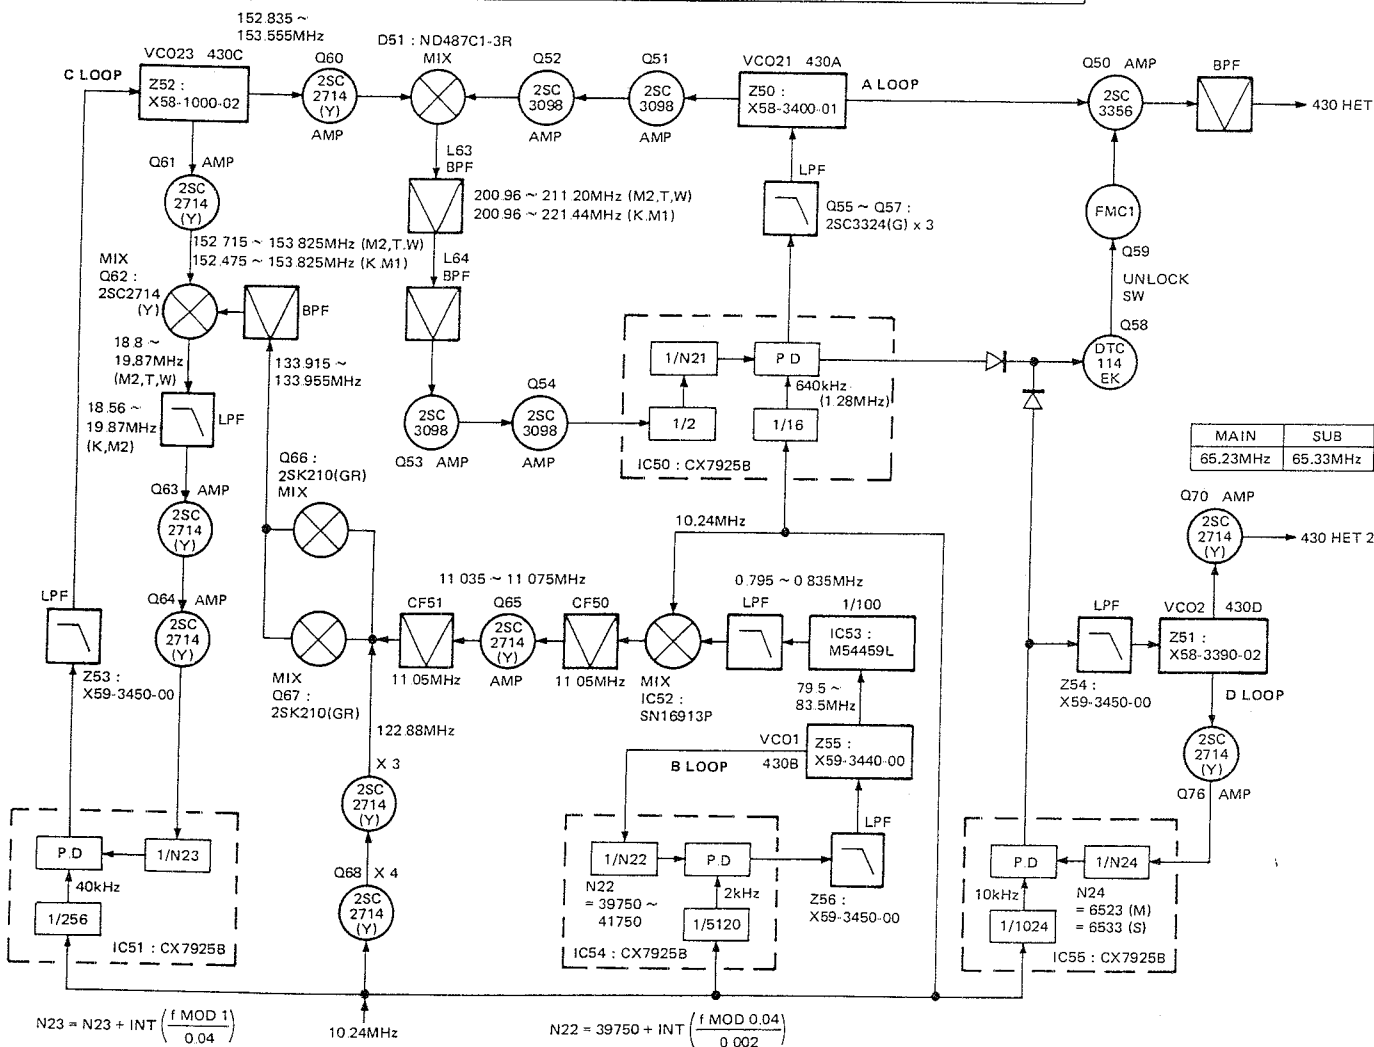 152.835 ~
153.555MHz
VCO23 430C
C LOOP
Z52 :
X58-1000-02
Q60
2SC
2714
(Y)
AMP
D51 : ND487C1-3R
MIX
Q52
2SC
3098
AMP
Q51
2SC
3098
AMP
VCO21 430A
Z50 :
X58-3400-01
A LOOP
Q50 AMP
2SC
3356
BPF
430 HET
Q61 AMP
2SC
2714
(Y)
L63
BPF
200.96 ~ 211.20MHz (M2,T,W)
200.96 ~ 221.44MHz (K.M1)
LPF
Q55 ~ Q57 :
2SC3324(G) x 3
FMC1
Q59
UNLOCK
SW
152 715 ~ 153 825MHz (M2,T.W)
152.475 ~ 153.825MHz (K.M1)
MIX
Q62 :
2SC2714
(Y)
BPF
L64
BPF
133.915 ~
133.955MHz
18.8 ~
19.87MHz
(M2,T,W)
18.56 ~
19.87MHz
(K,M2)
LPF
Q58
DTC
114
EK
1/N21
P D
640kHz
(1.28MHz)
1/2
1/16
IC50 : CX7925B
2SC
3098
Q53 AMP
Q54
2SC
3098
AMP
MAIN SUB
65.23MHz 65.33MHz
Q66 :
2SK210(GR)
MIX
Q63 AMP
2SC
2714
(Y)
Q70 AMP
2SC
2714
(Y)
430 HET 2
10.24MHz
11 035 ~ 11 075MHz
0.795 ~ 0 835MHz
Q64 AMP
2SC
2714
(Y)
LPF
Z53 :
X59-3450-00
CF51
11 05MHz
Q65
2SC
2714
(Y)
AMP
CF50
11 05MHz
MIX
IC52 :
SN16913P
LPF
1/100
IC53 :
M54459L
MIX
Q67 :
2SK210(GR)
LPF
Z54 :
X59-3450-00
VCO2 430D
Z51 :
X58-3390-02
D LOOP
79 5 ~
83.5MHz
122.88MHz
VCO1
430B
Z55 :
X59-3440-00
B LOOP
2SC
2714
(Y)
Q76 AMP
X 3
2SC
2714
(Y)
Q68 X 4
2SC
2714
(Y)
P.D
1/N23
40kHz
1/256
IC51 : CX7925B
1/N22
P.D
N22
= 39750 ~
41750
2kHz
1/5120
IC54 : CX7925B
LPF
Z56 :
X59-3450-00
P.D
1/N24
10kHz
1/1024
N24
= 6523 (M)
= 6533 (S)
IC55 : CX7925B
N23 = N23 + INT (f MOD 1 / 0.04)
10.24MHz
N22 = 39750 + INT (f MOD 0.04 / 0 002)